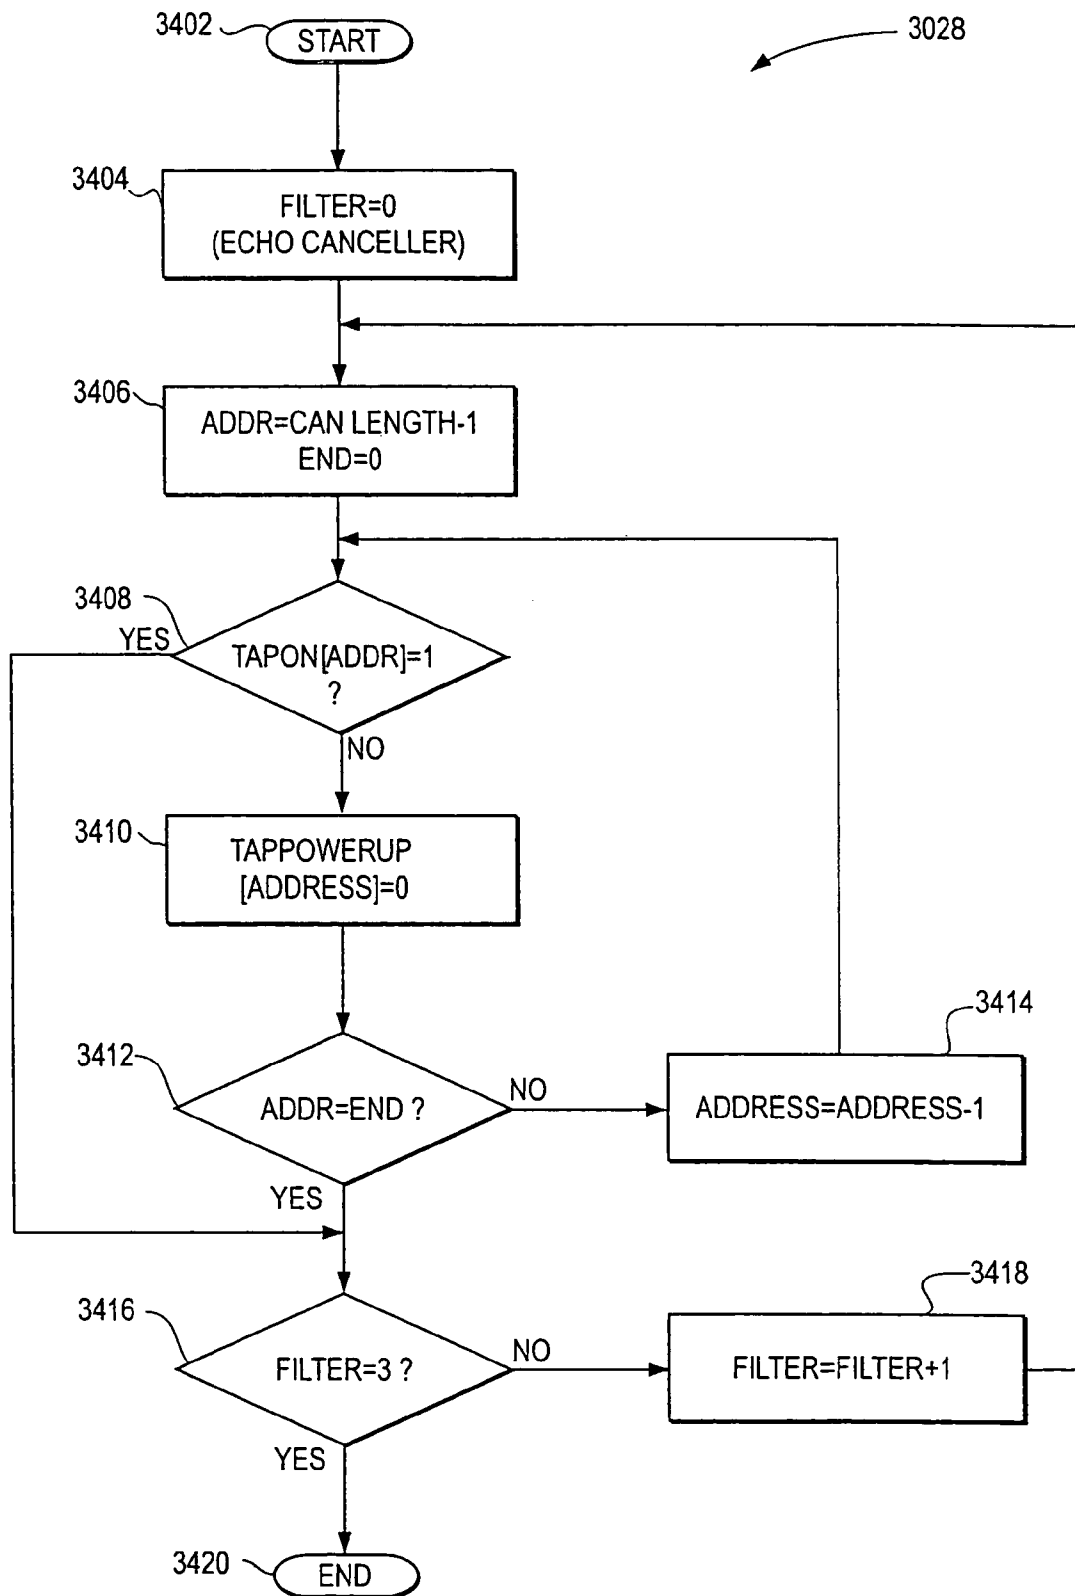 3402
START
3028
3404
FILTER=0
(ECHO CANCELLER)
3406
ADDR=CAN LENGTH-1
END=0
3408
YES
TAPON[ADDR]=1
?
NO
3410
TAPPOWERUP
[ADDRESS]=0
3412
ADDR=END ?
NO
3414
ADDRESS=ADDRESS-1
YES
3416
FILTER=3 ?
NO
3418
FILTER=FILTER+1
YES
3420
END